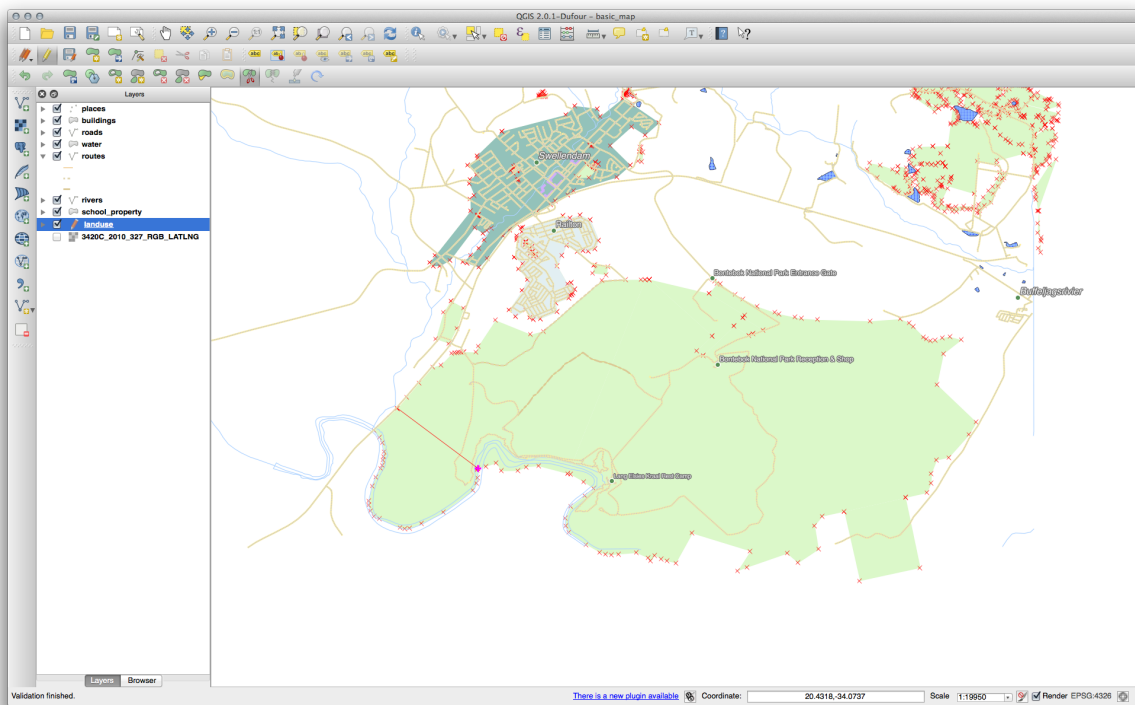 QGIS 2.0.1-Dufour - basic_map
Layers
places
buildings
roads
water
routes
rivers
school_property
landuse
3420C_2010_327_RGB_LATLNG
Swellendam
Railton
Bontebok National Park Entrance Gate
Buffeljagsrivier
Bontebok National Park Reception & Shop
Lang Elsies Kraal Rest Camp
Layers Browser
Validation finished. There is a new plugin available Coordinate: 20.4318,-34.0737 Scale 1:19950 Render EPSG:4326